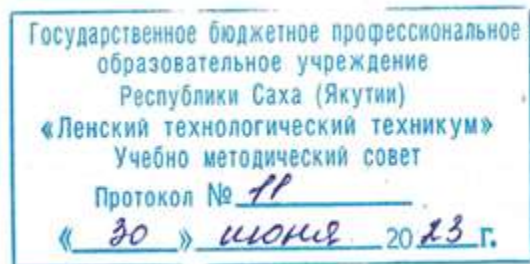 Государственное бюджетное профессиональное
образовательное учреждение
Республики Саха (Якутии)
«Ленский технологический техникум»
Учебно методический совет
Протокол № 11
« 30 » июня 20 23 г.